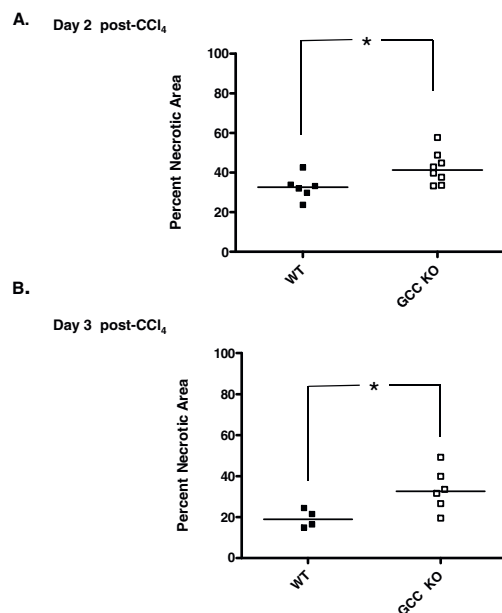 A.
Day 2 post-CCl₄
*
100
80
60
40
20
0
Percent Necrotic Area
WT
GCC KO
B.
Day 3 post-CCl₄
*
100
80
60
40
20
0
Percent Necrotic Area
WT
GCC KO